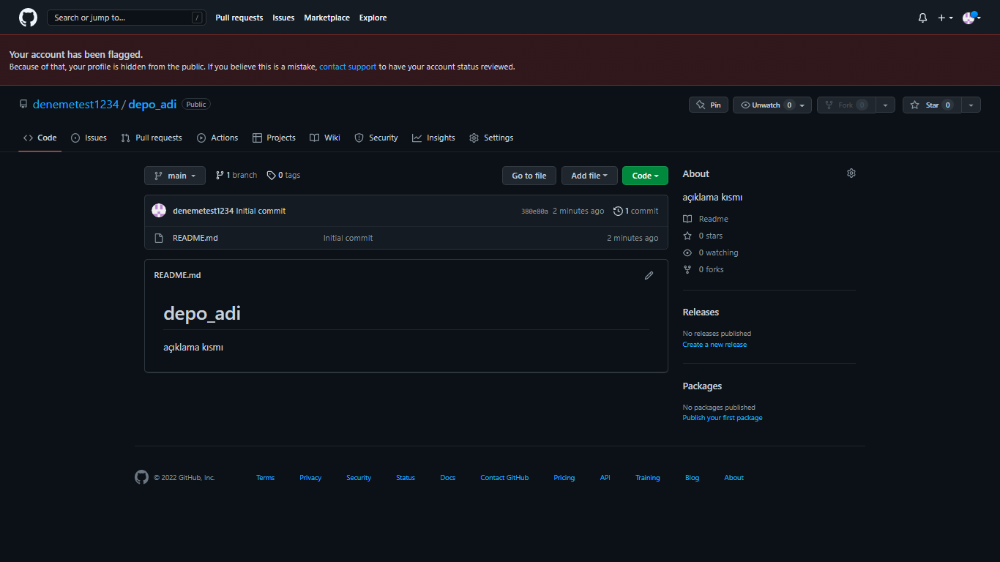 Search or jump to... /
Pull requests Issues Marketplace Explore
Your account has been flagged.
Because of that, your profile is hidden from the public. If you believe this is a mistake, contact support to have your account status reviewed.
denemetest1234 / depo_adi Public
Pin Unwatch 0 Fork 0 Star 0
Code Issues Pull requests Actions Projects Wiki Security Insights Settings
main 1 branch 0 tags Go to file Add file Code
denemetest1234 Initial commit 380e80a 2 minutes ago 1 commit
README.md Initial commit 2 minutes ago
README.md
depo_adi
açıklama kısmı
About
açıklama kısmı
Readme
0 stars
0 watching
0 forks
Releases
No releases published
Create a new release
Packages
No packages published
Publish your first package
© 2022 GitHub, Inc. Terms Privacy Security Status Docs Contact GitHub Pricing API Training Blog About